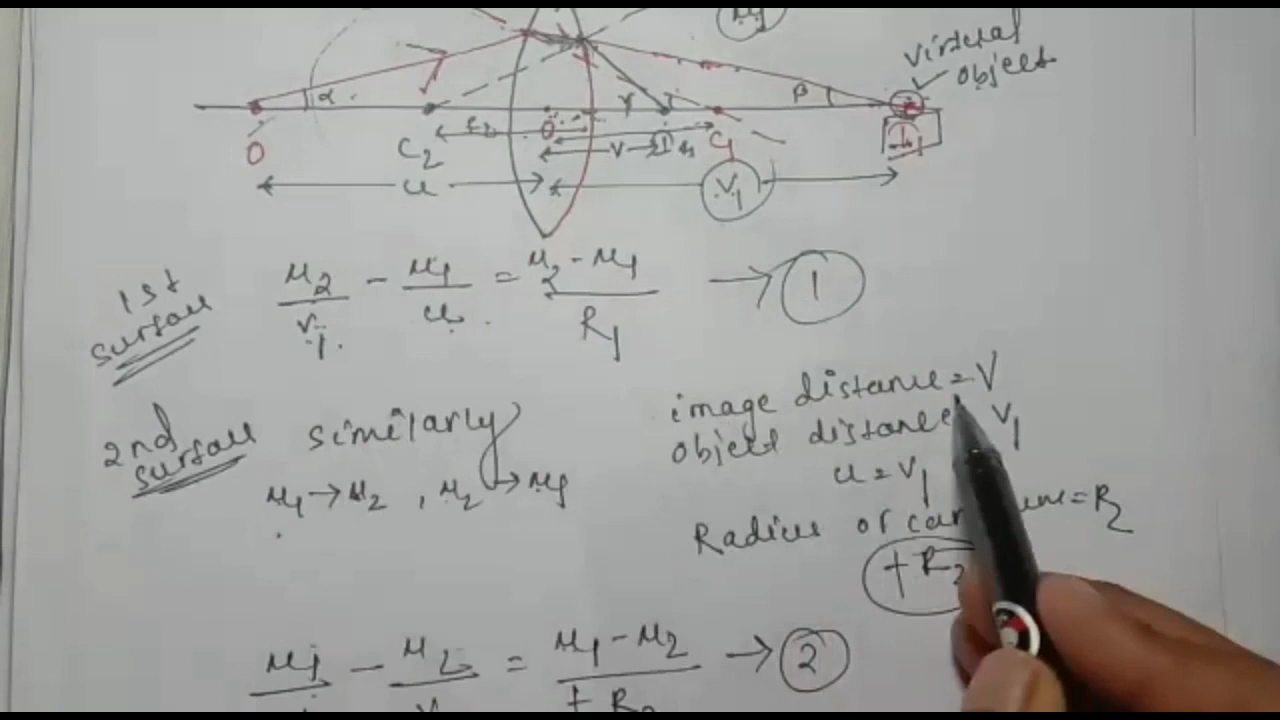 virtual
object
α
γ
β
O
C₂
O
V
I
C₁
I₁
u
V₁
1st
surface
μ₂/v₁ - μ₁/u = μ₂ - μ₁/R₁ → ①
2nd
surface
similarly
μ₁ → μ₂ , μ₂ → μ₁
image distance = V
object distance V₁
u = V₁
Radius of = R₂
+ R₂
μ₁ - μ₂ = μ₁ - μ₂/+ R₂ → ②